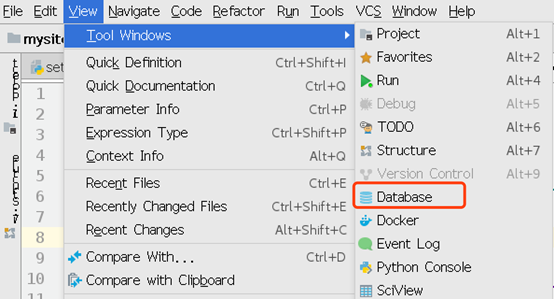 File Edit View Navigate Code Refactor Run Tools VCS Window Help
mysite
Tool Windows
Quick Definition Ctrl+Shift+I
Quick Documentation Ctrl+Q
Parameter Info Ctrl+P
Expression Type Ctrl+Shift+P
Context Info Alt+Q
Recent Files Ctrl+E
Recently Changed Files Ctrl+Shift+E
Recent Changes Alt+Shift+C
Compare With... Ctrl+D
Compare with Clipboard
Project Alt+1
Favorites Alt+2
Run Alt+4
Debug Alt+5
TODO Alt+6
Structure Alt+7
Version Control Alt+9
Database
Docker
Event Log
Python Console
SciView
set
1
2
3
4
5
6
7
8
9
10